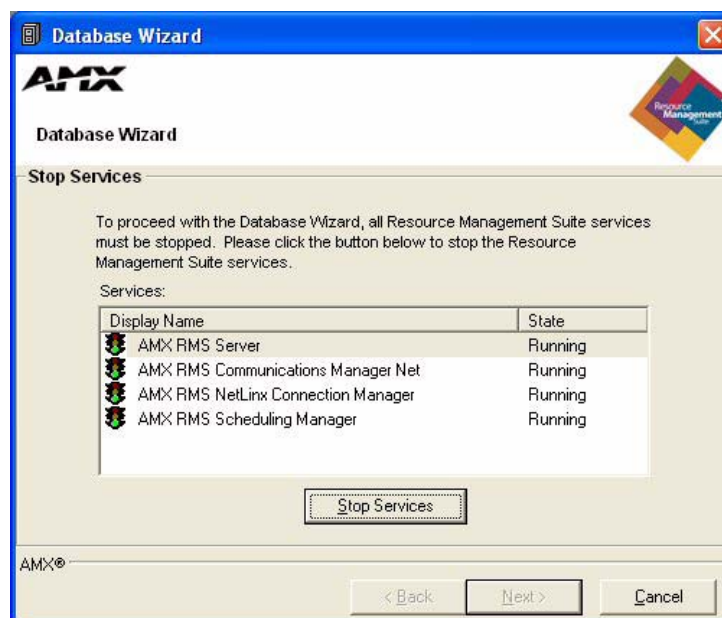 Database Wizard
AMX
Resource
Management
Suite
Database Wizard
Stop Services
To proceed with the Database Wizard, all Resource Management Suite services
must be stopped. Please click the button below to stop the Resource
Management Suite services.
Services:
Display Name State
AMX RMS Server Running
AMX RMS Communications Manager Net Running
AMX RMS NetLinx Connection Manager Running
AMX RMS Scheduling Manager Running
Stop Services
AMX®
< Back Next > Cancel